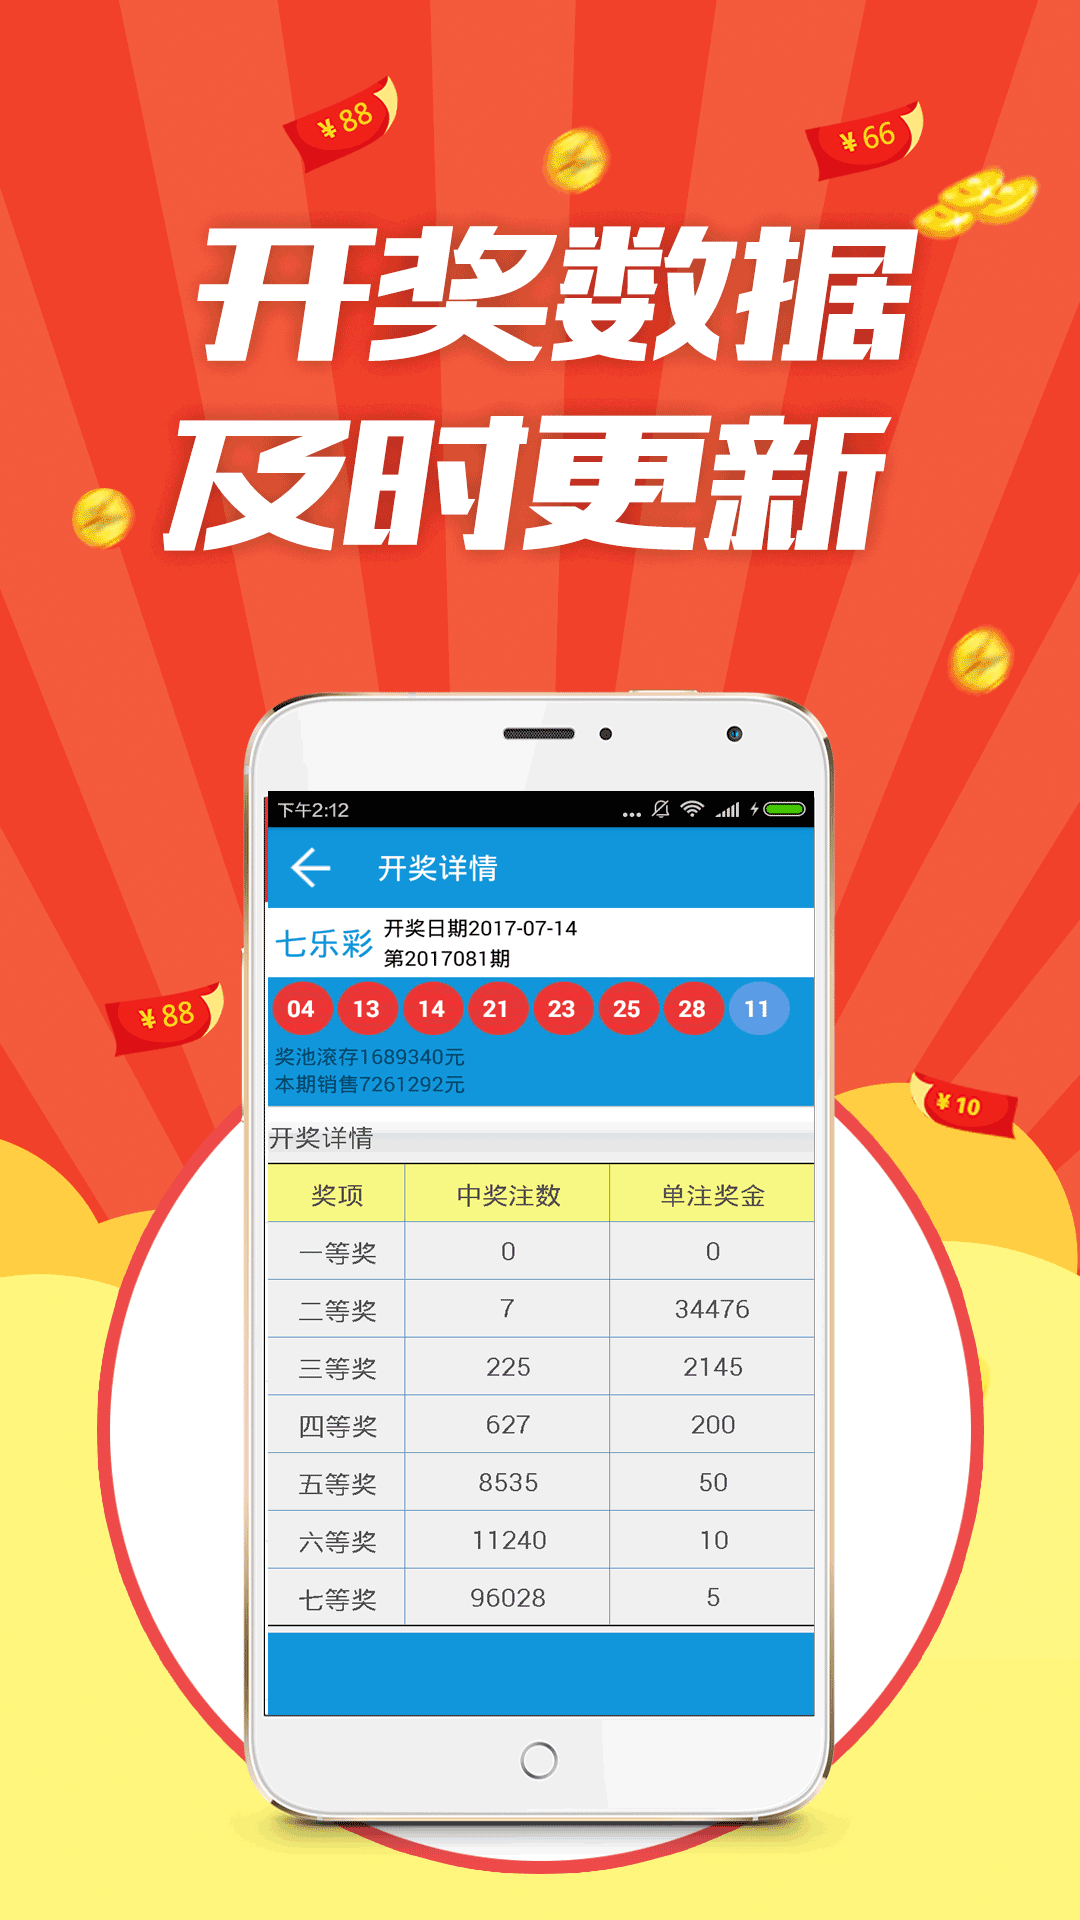 ¥88
¥66
开奖数据
及时更新
下午2:12
开奖详情
七乐彩
开奖日期2017-07-14
第2017081期
04 13 14 21 23 25 28 11
奖池滚存1689340元
本期销售7261292元
¥88
¥10
开奖详情
奖项 中奖注数 单注奖金
一等奖 0 0
二等奖 7 34476
三等奖 225 2145
四等奖 627 200
五等奖 8535 50
六等奖 11240 10
七等奖 96028 5